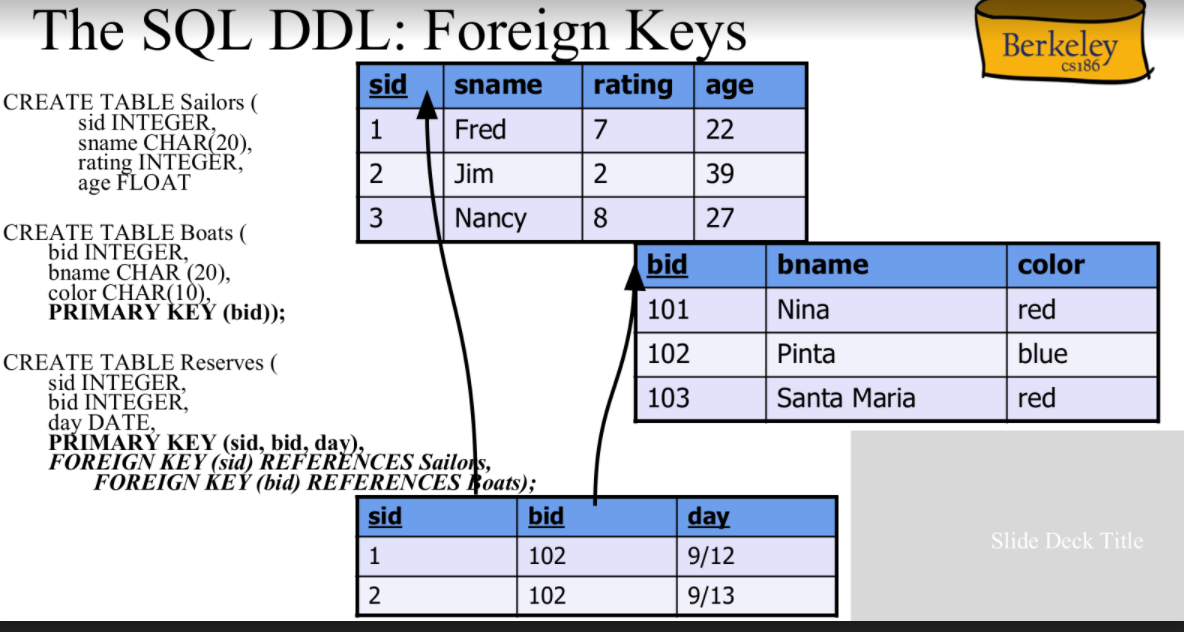 The SQL DDL: Foreign Keys
Berkeley
cs186
CREATE TABLE Sailors (
sid INTEGER,
sname CHAR(20),
rating INTEGER,
age FLOAT
CREATE TABLE Boats (
bid INTEGER,
bname CHAR (20),
color CHAR(10),
PRIMARY KEY (bid));
CREATE TABLE Reserves (
sid INTEGER,
bid INTEGER,
day DATE,
PRIMARY KEY (sid, bid, day),
FOREIGN KEY (sid) REFERENCES Sailors,
FOREIGN KEY (bid) REFERENCES Boats);
sid sname rating age
1 Fred 7 22
2 Jim 2 39
3 Nancy 8 27
bid bname color
101 Nina red
102 Pinta blue
103 Santa Maria red
sid bid day
1 102 9/12
2 102 9/13
Slide Deck Title